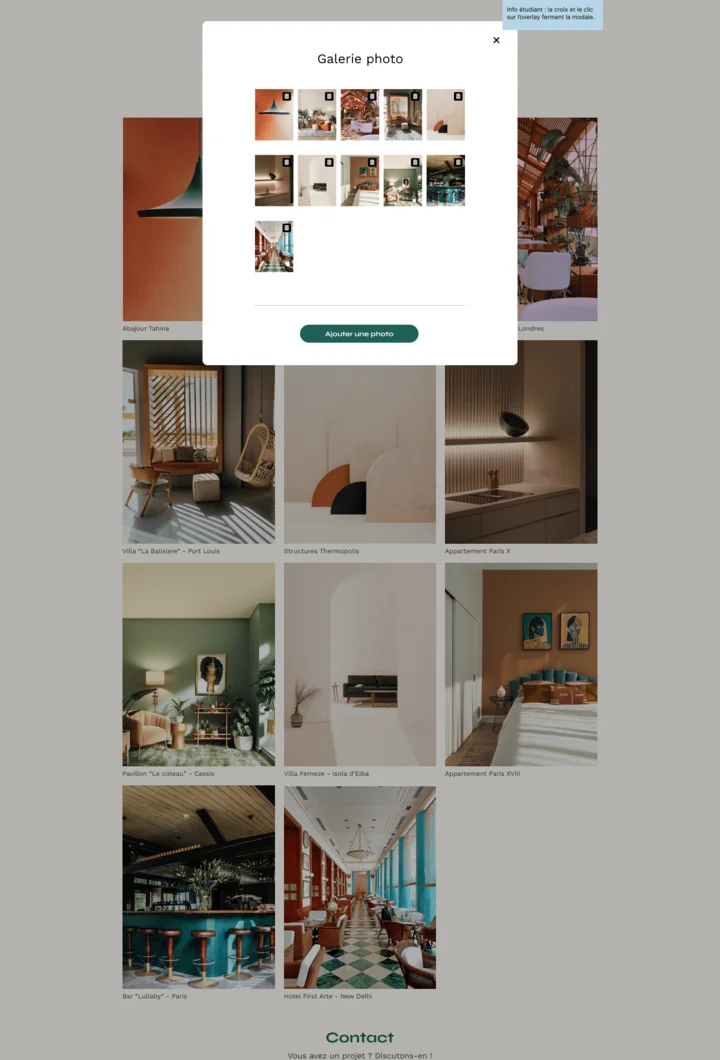 Info étudiant : la croix et le clic
sur l'overlay ferment la modale.
Galerie photo
Ajouter une photo
Abajour Tahina
Londres
Villa “La Balisiere” - Port Louis
Structures Thermopolis
Appartement Paris X
Pavillon “Le coteau” - Cassis
Villa Ferneze - Isola d’Elba
Appartement Paris XVIII
Bar “Lullaby” - Paris
Hotel First Arte - New Delhi
Contact
Vous avez un projet ? Discutons-en !